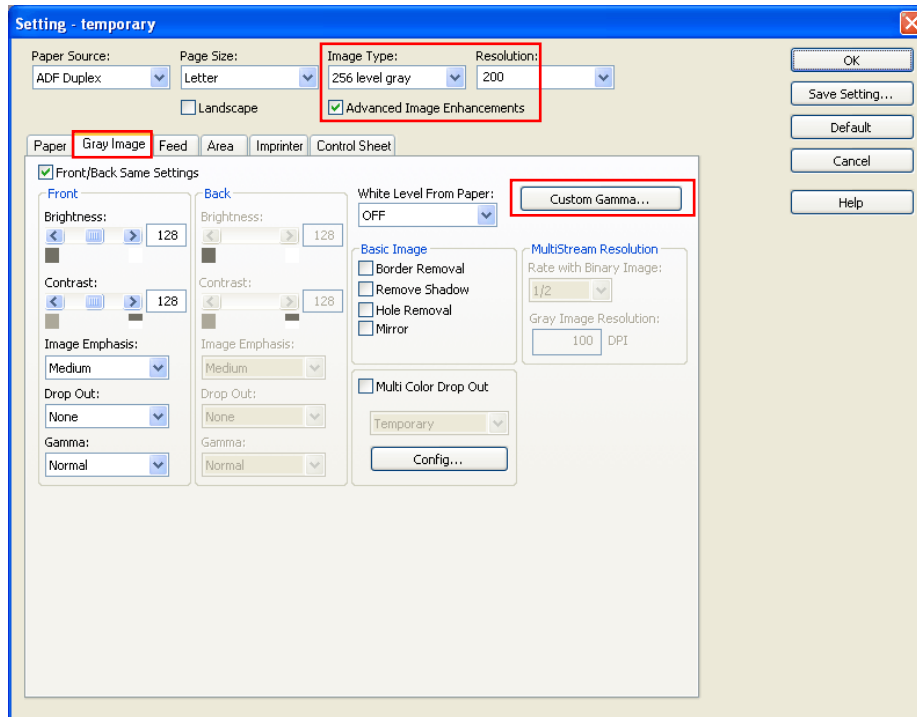 Setting - temporary
Paper Source: Page Size: Image Type: Resolution:
ADF Duplex Letter 256 level gray 200 OK
Landscape Advanced Image Enhancements Save Setting...
Default
Paper Gray Image Feed Area Imprinter Control Sheet
Cancel
Front/Back Same Settings
Help
Front
Brightness:
128
Contrast:
128
Image Emphasis:
Medium
Drop Out:
None
Gamma:
Normal
Back
Brightness:
128
Contrast:
128
Image Emphasis:
Medium
Drop Out:
None
Gamma:
Normal
White Level From Paper:
OFF
Custom Gamma...
Basic Image
Border Removal
Remove Shadow
Hole Removal
Mirror
MultiStream Resolution
Rate with Binary Image:
1/2
Gray Image Resolution:
100 DPI
Multi Color Drop Out
Temporary
Config...